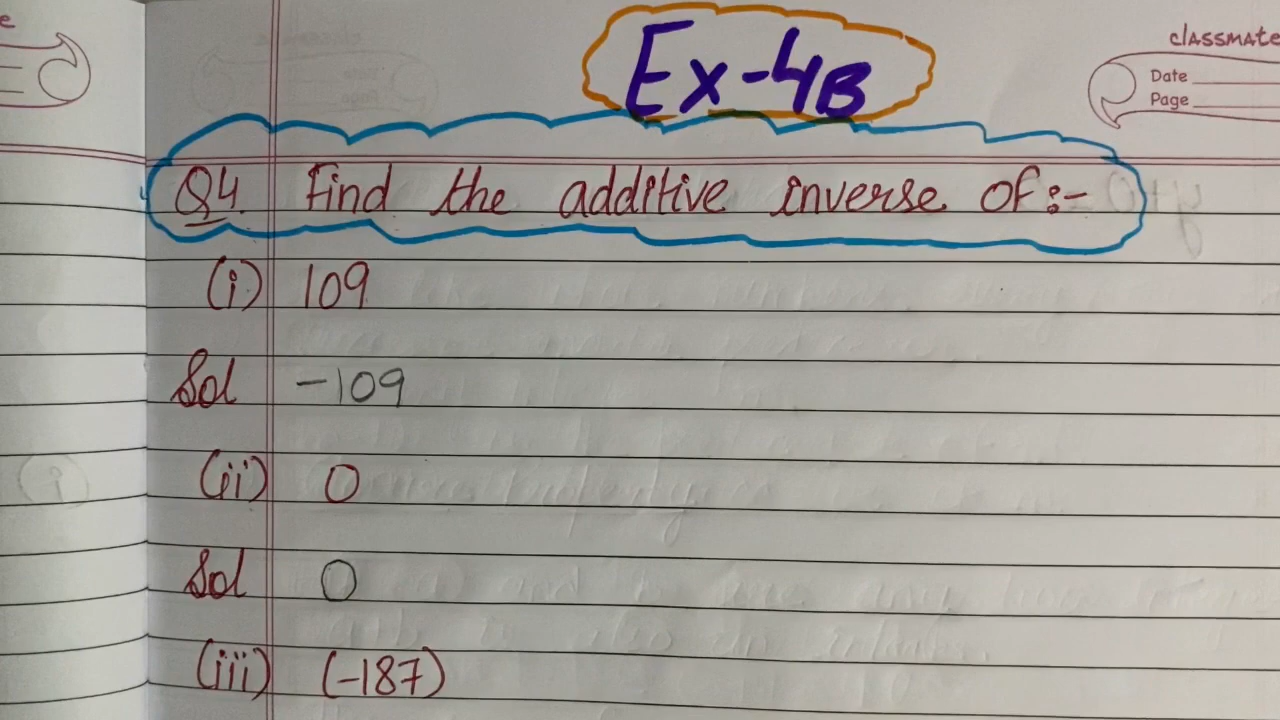 e
Ex-4B
classmate
Date
Page
Q4. Find the additive inverse of:-
(i) 109
Sol -109
(ii) 0
Sol 0
(iii) (-187)